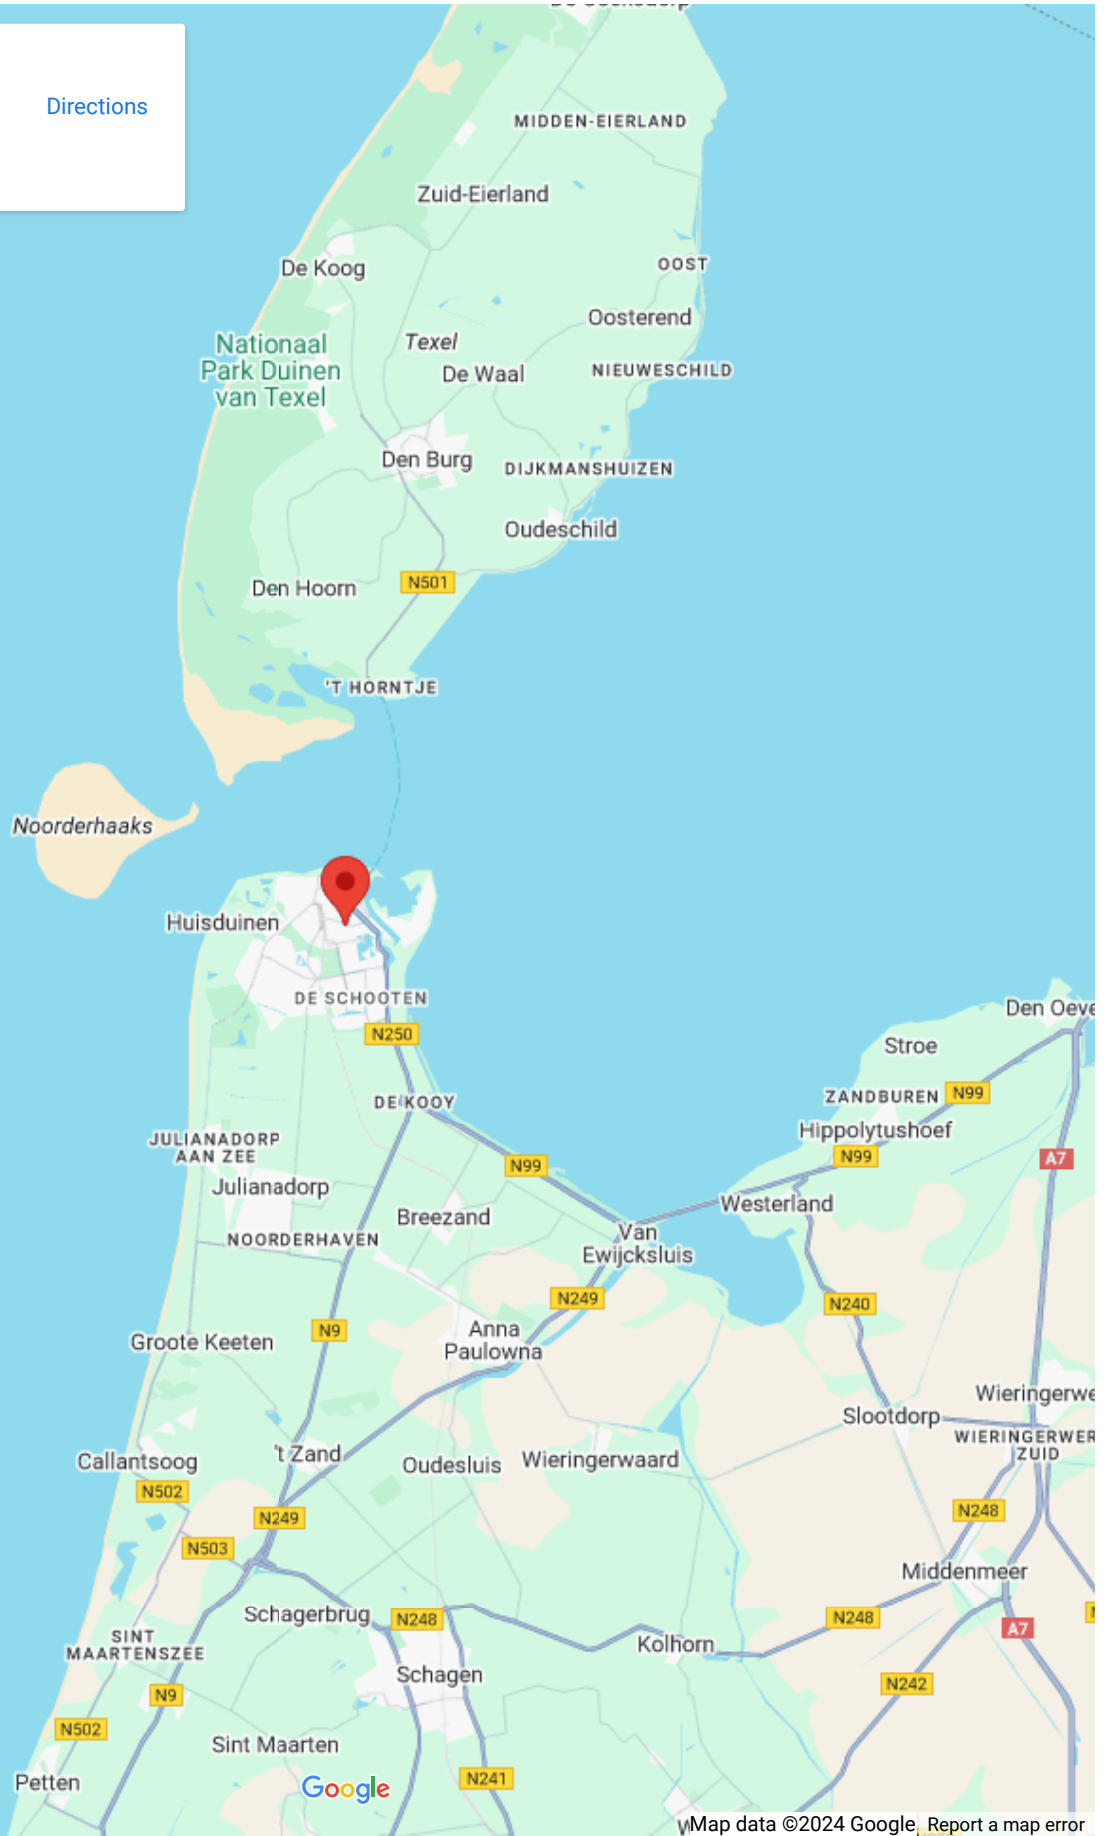 Directions
MIDDEN-EIERLAND
Zuid-Eierland
De Koog
OOST
Oosterend
Texel
Nationaal
Park Duinen
van Texel
De Waal
NIEUWESCHILD
Den Burg
DIJKMANSHUIZEN
Oudeschild
Den Hoorn
N501
'T HORNTJE
Noorderhaaks
Huisduinen
DE SCHOOTEN
N250
Den Oeve
Stroe
ZANDBUREN
N99
DE KOOY
Hippolytushoef
N99
A7
JULIANADORP
AAN ZEE
N99
Julianadorp
Westerland
Breezand
NOORDERHAVEN
Van
Ewijcksluis
N249
N240
N9
Anna
Paulowna
Groote Keeten
Wieringerwe
Slootdorp
WIERINGERWER
ZUID
't Zand
Callantsoog
Oudesluis
Wieringerwaard
N502
N248
N249
N503
Middenmeer
Schagerbrug
N248
N248
A7
SINT
MAARTENSZEE
Kolhorn
Schagen
N242
N9
N502
Sint Maarten
Petten
Google
N241
Map data ©2024 Google
Report a map error